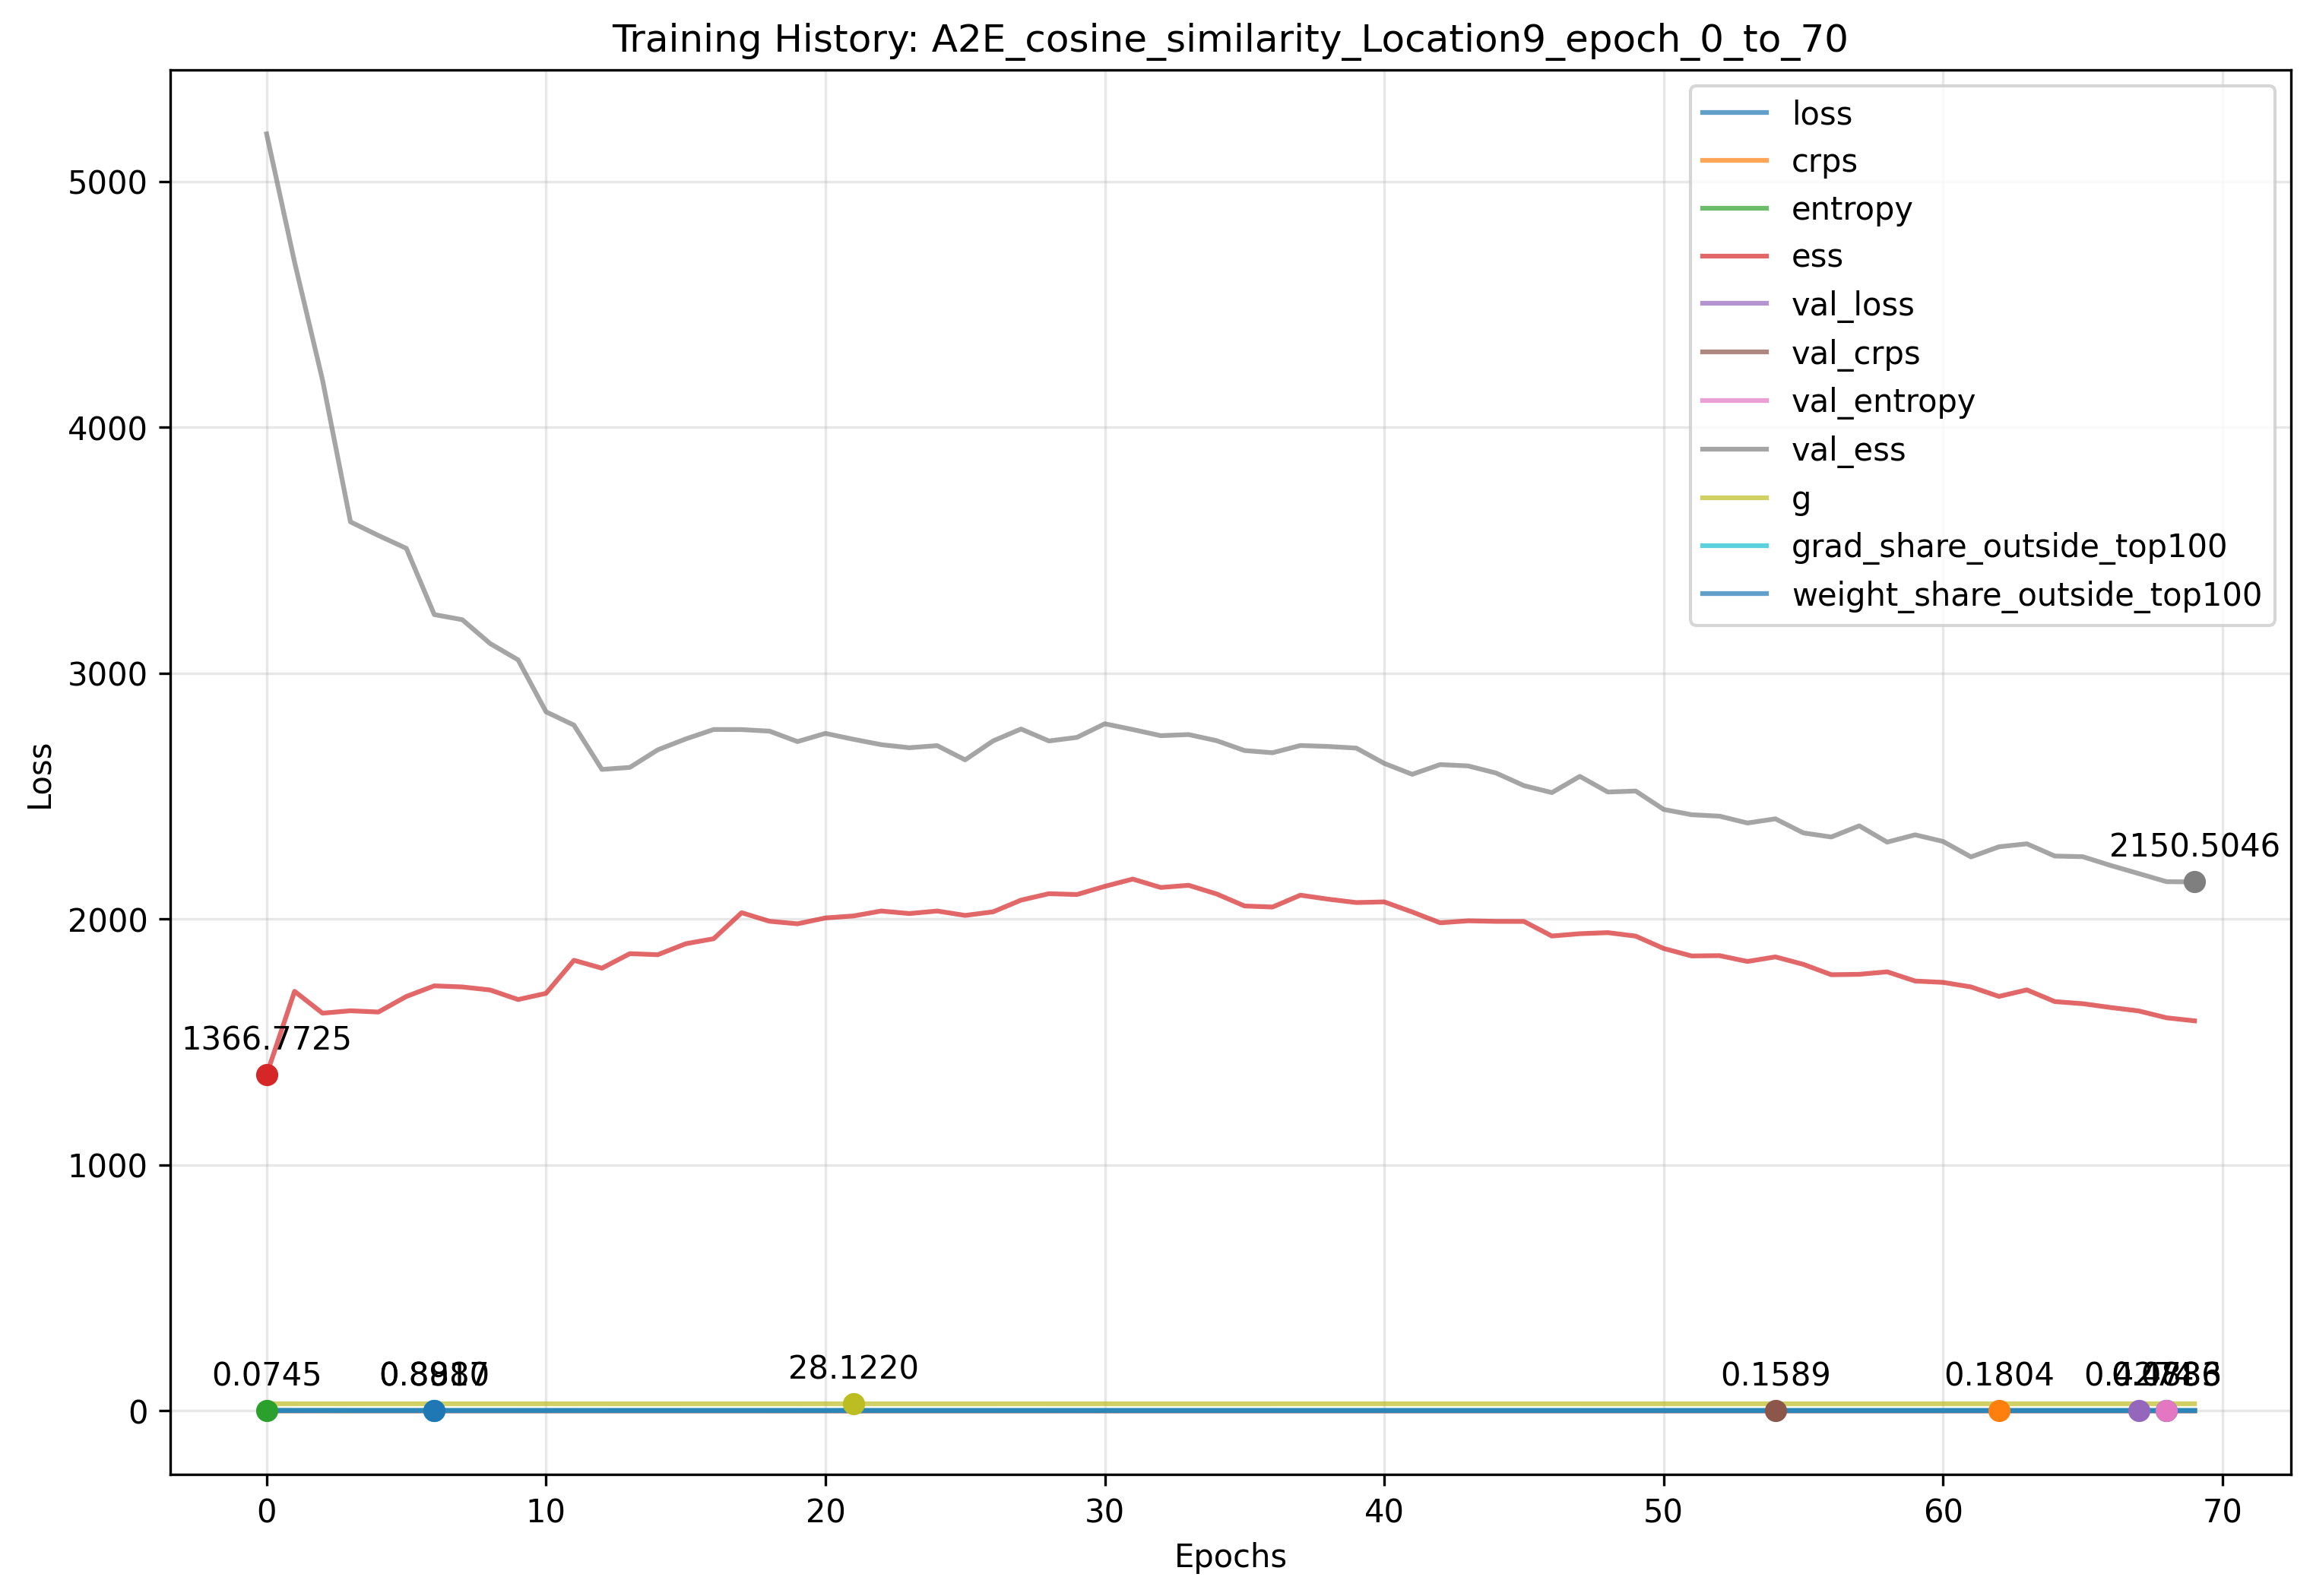 Training History: A2E_cosine_similarity_Location9_epoch_0_to_70
loss
crps
entropy
ess
val_loss
val_crps
val_entropy
val_ess
g
grad_share_outside_top100
weight_share_outside_top100
5000
4000
3000
2000
1000
0
Loss
2150.5046
1366.7725
0.0745
28.1220
0.1589
0.1804
0 10 20 30 40 50 60 70
Epochs